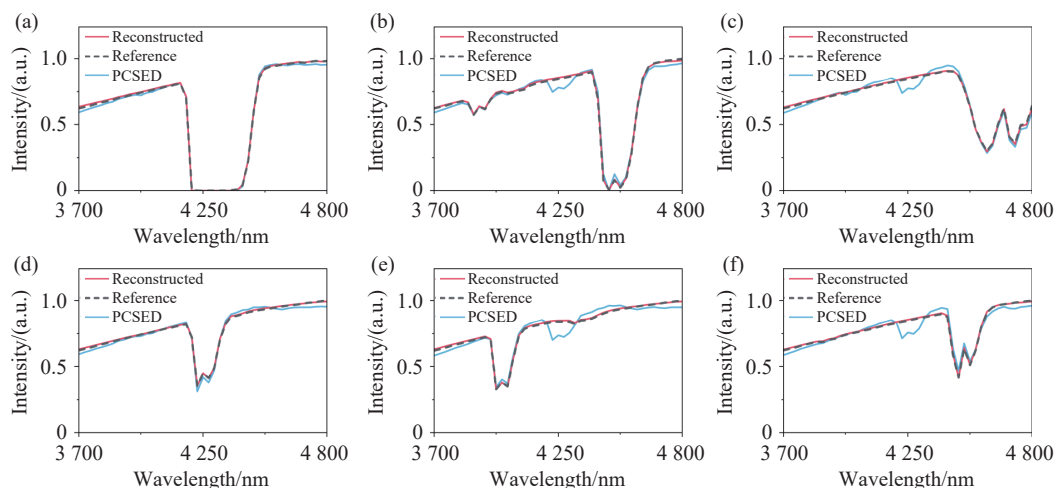 (a)
Reconstructed
Reference
PCSED
Intensity/(a.u.)
1.0
0.5
0
3 700
4 250
4 800
Wavelength/nm
(b)
Reconstructed
Reference
PCSED
Intensity/(a.u.)
1.0
0.5
0
3 700
4 250
4 800
Wavelength/nm
(c)
Reconstructed
Reference
PCSED
Intensity/(a.u.)
1.0
0.5
0
3 700
4 250
4 800
Wavelength/nm
(d)
Reconstructed
Reference
PCSED
Intensity/(a.u.)
1.0
0.5
0
3 700
4 250
4 800
Wavelength/nm
(e)
Reconstructed
Reference
PCSED
Intensity/(a.u.)
1.0
0.5
0
3 700
4 250
4 800
Wavelength/nm
(f)
Reconstructed
Reference
PCSED
Intensity/(a.u.)
1.0
0.5
0
3 700
4 250
4 800
Wavelength/nm